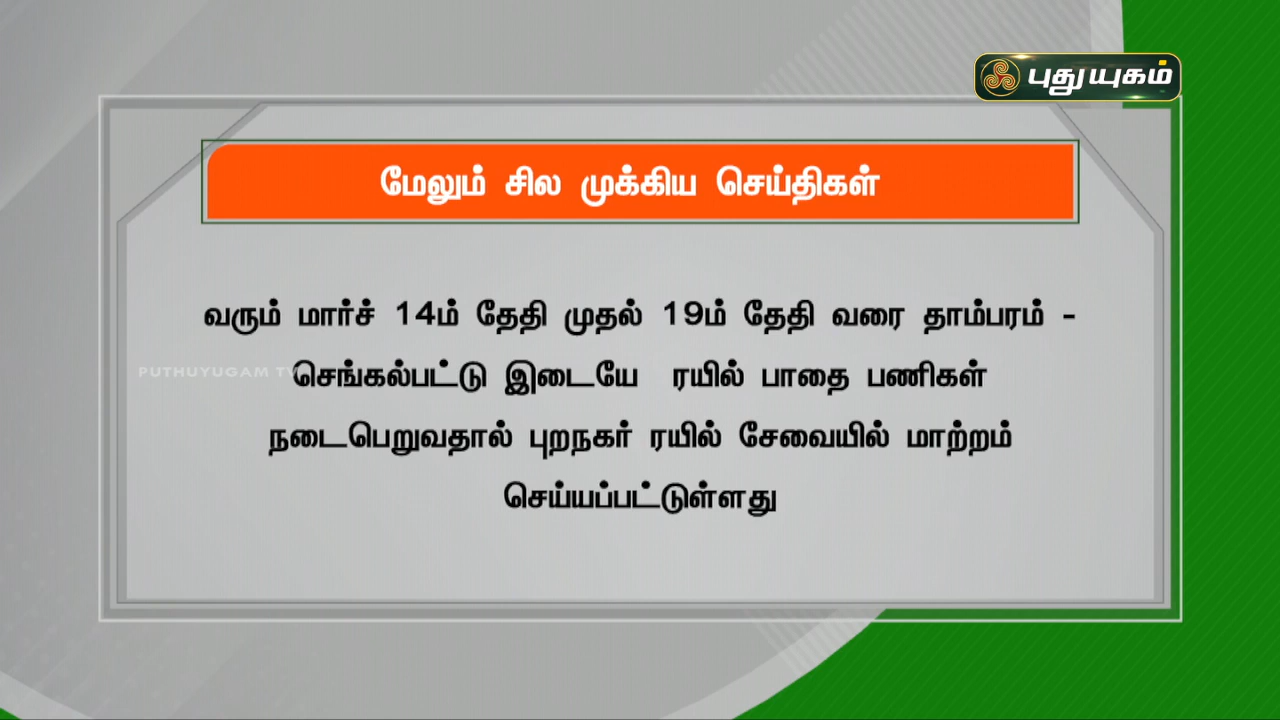 புதுயுகம்
மேலும் சில முக்கிய செய்திகள்
வரும் மார்ச் 14ம் தேதி முதல் 19ம் தேதி வரை தாம்பரம் -
செங்கல்பட்டு இடையே ரயில் பாதை பணிகள்
PUTHUYUGAM TV
நடைபெறுவதால் புறநகர் ரயில் சேவையில் மாற்றம்
செய்யப்பட்டுள்ளது